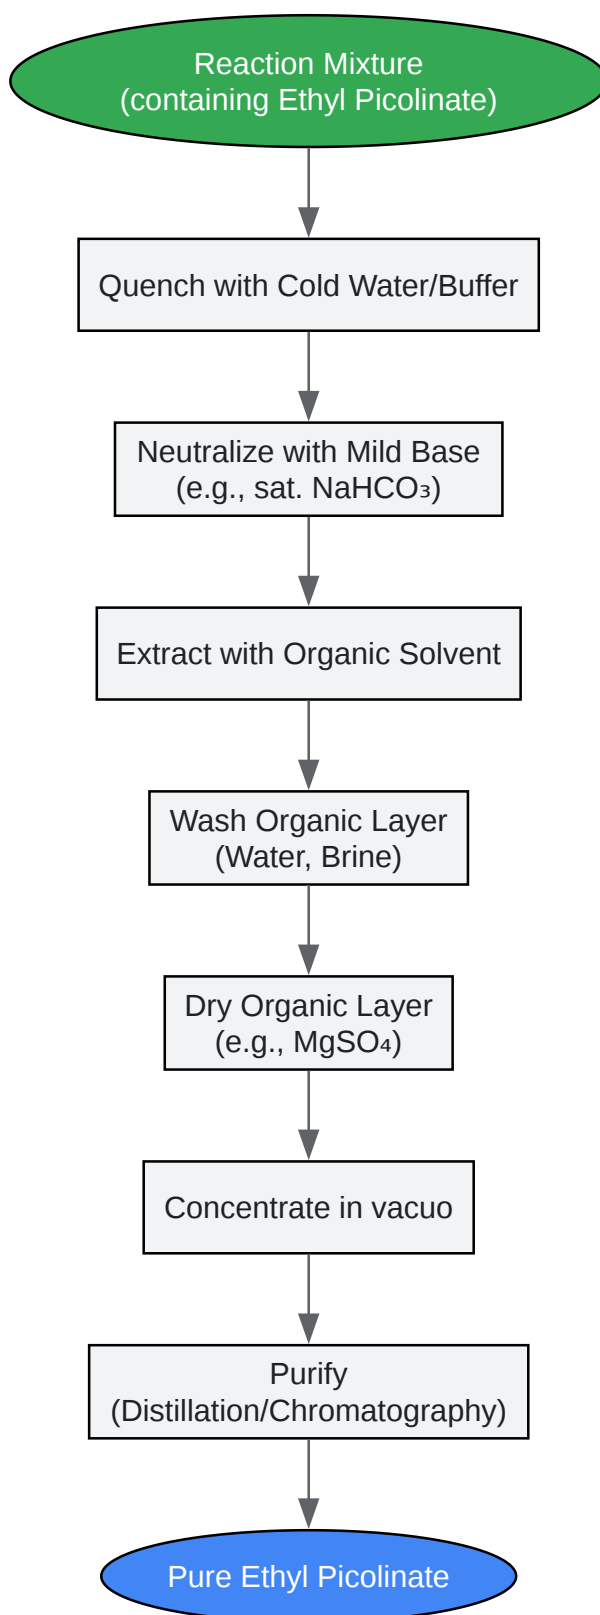 Reaction Mixture
(containing Ethyl Picolinate)
Quench with Cold Water/Buffer
Neutralize with Mild Base
(e.g., sat. NaHCO₃)
Extract with Organic Solvent
Wash Organic Layer
(Water, Brine)
Dry Organic Layer
(e.g., MgSO₄)
Concentrate in vacuo
Purify
(Distillation/Chromatography)
Pure Ethyl Picolinate